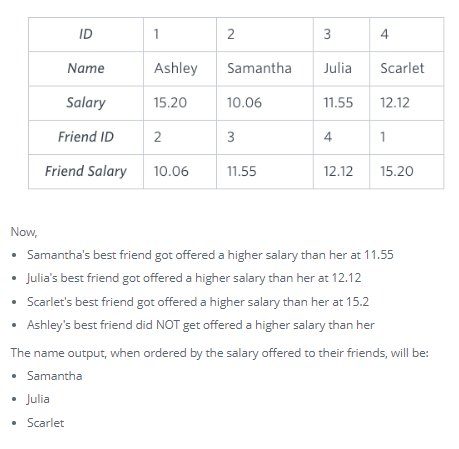 ID 1 2 3 4
Name Ashley Samantha Julia Scarlet
Salary 15.20 10.06 11.55 12.12
Friend ID 2 3 4 1
Friend Salary 10.06 11.55 12.12 15.20
Now,
• Samantha's best friend got offered a higher salary than her at 11.55
• Julia's best friend got offered a higher salary than her at 12.12
• Scarlet's best friend got offered a higher salary than her at 15.2
• Ashley's best friend did NOT get offered a higher salary than her
The name output, when ordered by the salary offered to their friends, will be:
• Samantha
• Julia
• Scarlet